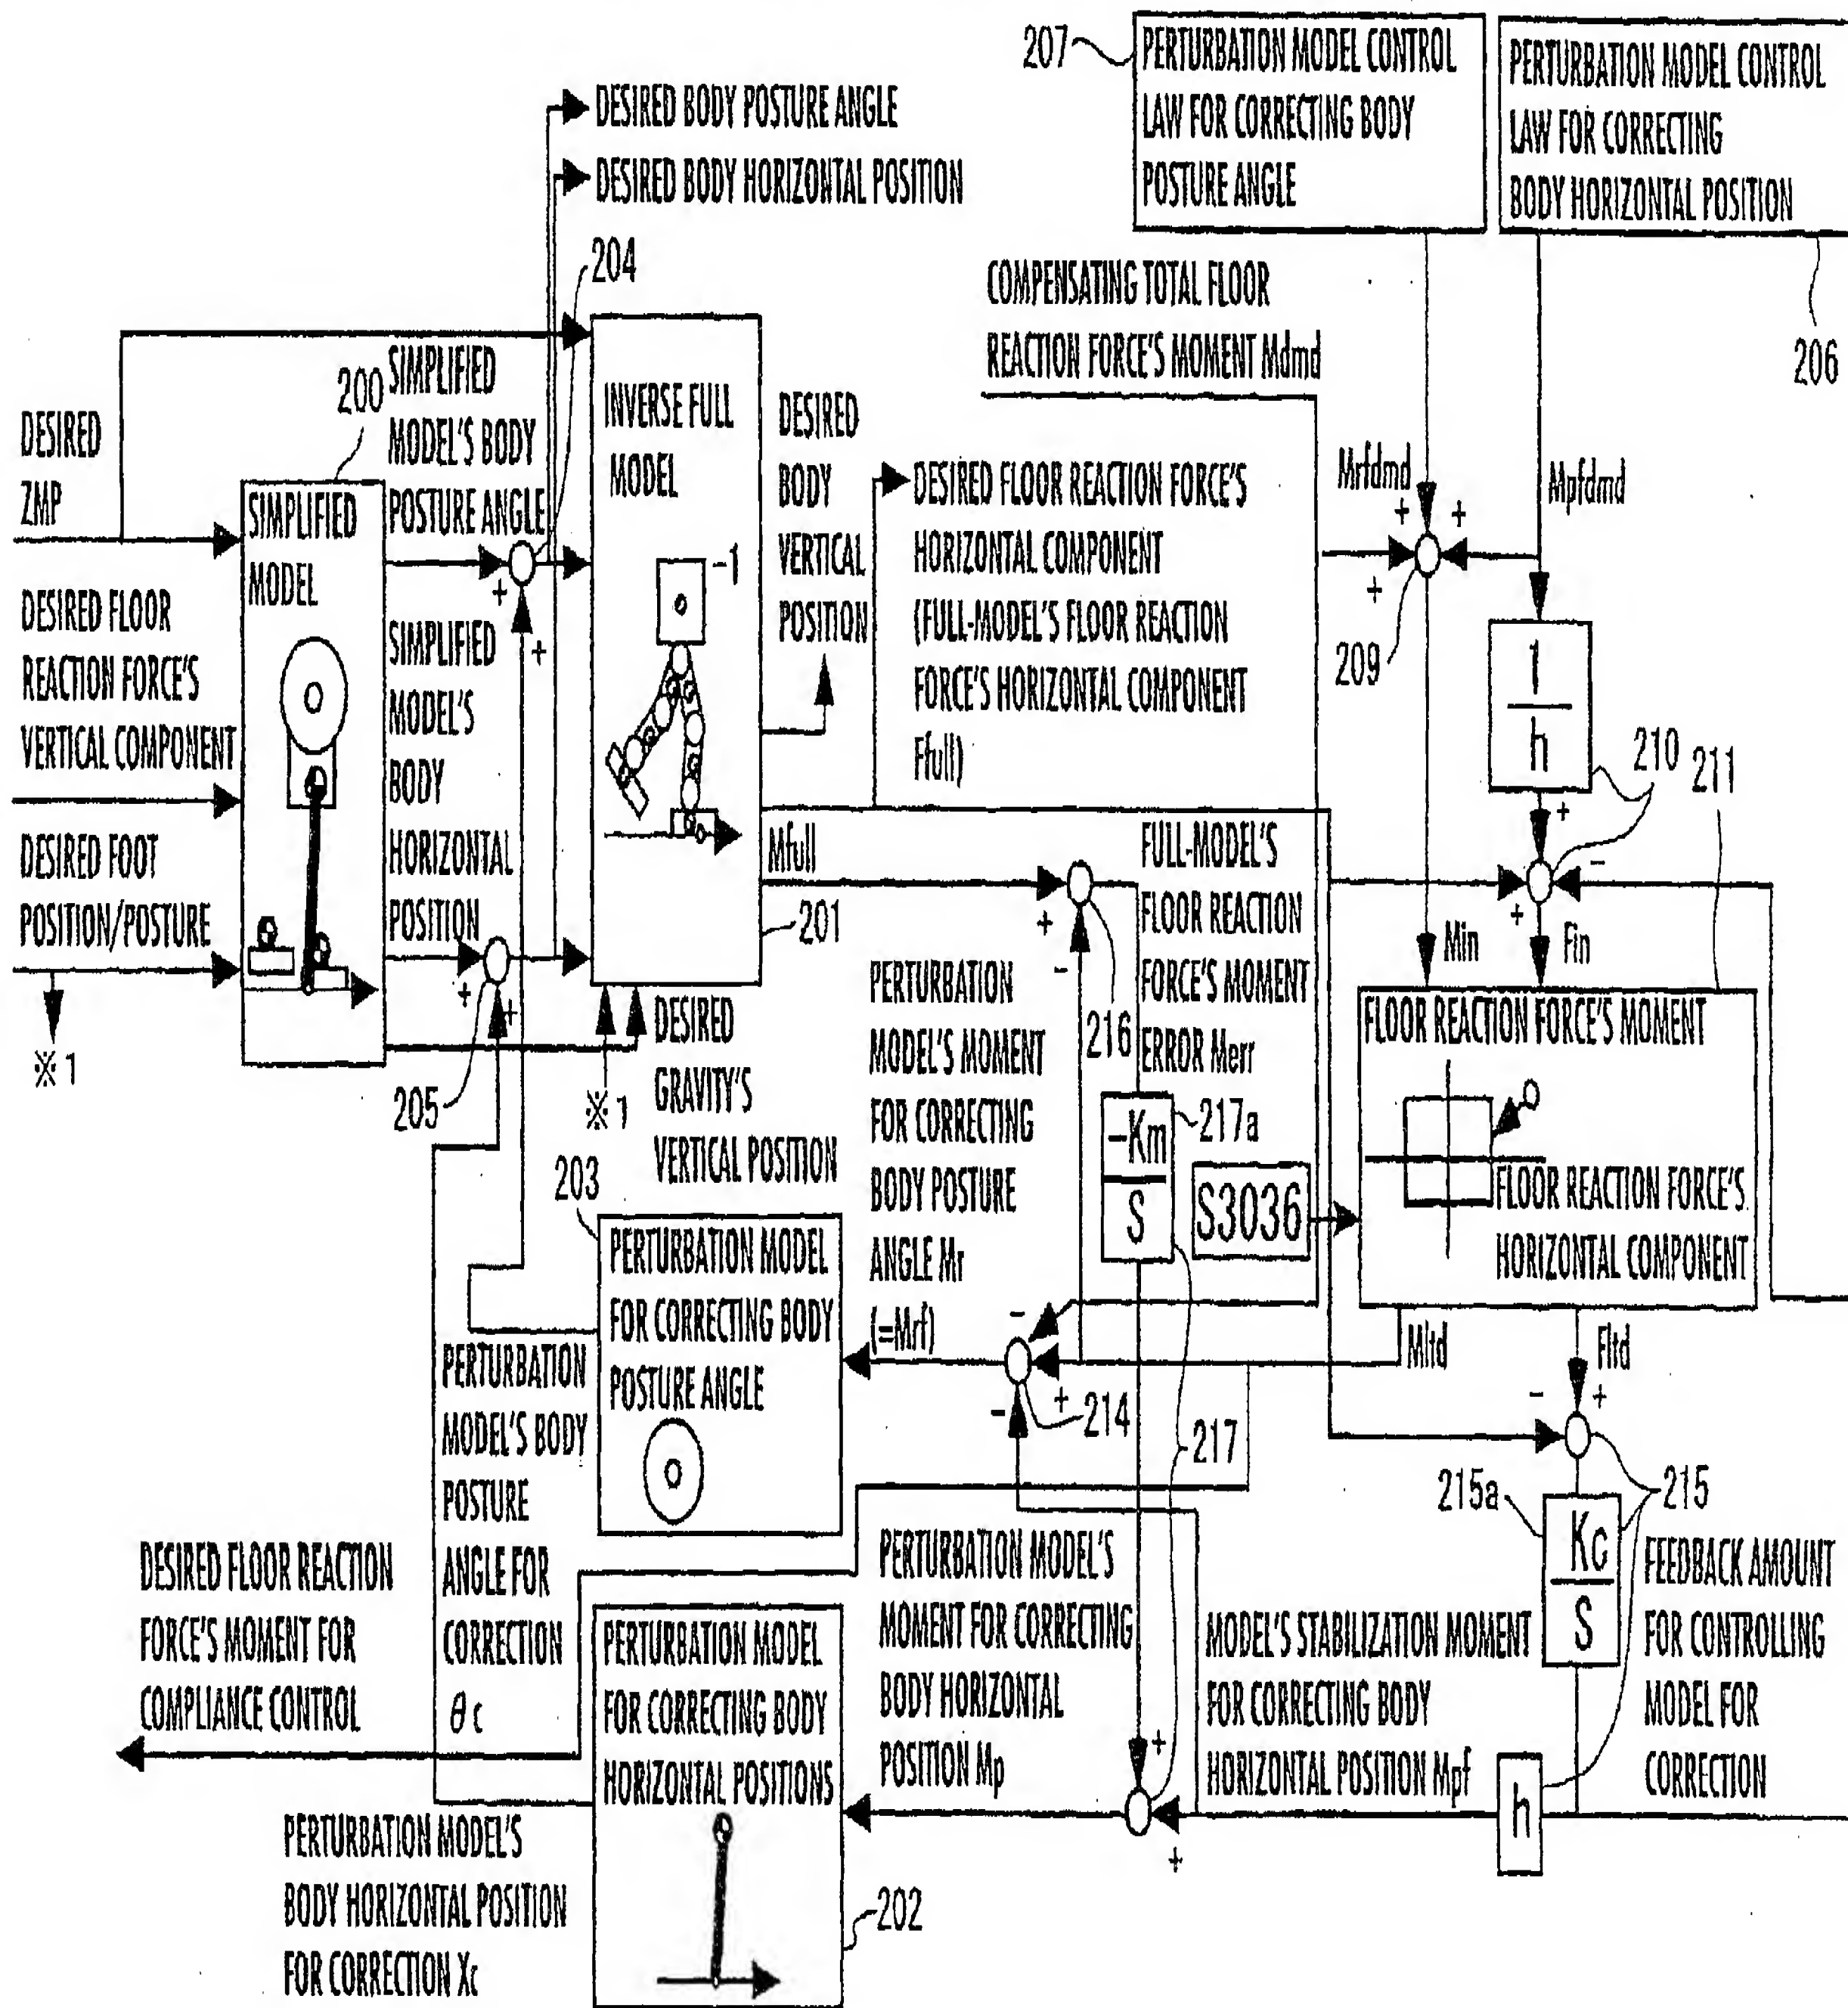 207
PERTURBATION MODEL CONTROL
LAW FOR CORRECTING BODY
POSTURE ANGLE
PERTURBATION MODEL CONTROL
LAW FOR CORRECTING
BODY HORIZONTAL POSITION
206
DESIRED BODY POSTURE ANGLE
DESIRED BODY HORIZONTAL POSITION
204
COMPENSATING TOTAL FLOOR
REACTION FORCE'S MOMENT Mdmd
DESIRED
ZMP
DESIRED FLOOR
REACTION FORCE'S
VERTICAL COMPONENT
DESIRED FOOT
POSITION/POSTURE
※1
200
SIMPLIFIED
MODEL
SIMPLIFIED
MODEL'S BODY
POSTURE ANGLE
+
+
SIMPLIFIED
MODEL'S
BODY
HORIZONTAL
POSITION
+
+
205
INVERSE FULL
MODEL
-1
201
※1
DESIRED
GRAVITY'S
VERTICAL POSITION
DESIRED
BODY
VERTICAL
POSITION
DESIRED FLOOR REACTION FORCE'S
HORIZONTAL COMPONENT
(FULL-MODEL'S FLOOR REACTION
FORCE'S HORIZONTAL COMPONENT
Ffull)
Mfull
+
-
216
FULL-MODEL'S
FLOOR REACTION
FORCE'S MOMENT
ERROR Merr
Mrfdmd
Mpfdmd
+
+
+
209
1
h
210
211
+
-
+
Min
Fin
FLOOR REACTION FORCE'S MOMENT
Q
FLOOR REACTION FORCE'S
HORIZONTAL COMPONENT
PERTURBATION
MODEL'S MOMENT
FOR CORRECTING
BODY POSTURE
ANGLE Mr
(=Mrf)
-Km
S
217a
S3036
203
PERTURBATION MODEL
FOR CORRECTING BODY
POSTURE ANGLE
-
+
-
214
217
Mltd
Fltd
-
+
215a
215
Kc
S
FEEDBACK AMOUNT
FOR CONTROLLING
MODEL FOR
CORRECTION
PERTURBATION
MODEL'S BODY
POSTURE
ANGLE FOR
CORRECTION
θc
DESIRED FLOOR REACTION
FORCE'S MOMENT FOR
COMPLIANCE CONTROL
PERTURBATION MODEL
FOR CORRECTING BODY
HORIZONTAL POSITIONS
202
PERTURBATION MODEL'S
MOMENT FOR CORRECTING
BODY HORIZONTAL
POSITION Mp
+
+
MODEL'S STABILIZATION MOMENT
FOR CORRECTING BODY
HORIZONTAL POSITION Mpf
h
PERTURBATION MODEL'S
BODY HORIZONTAL POSITION
FOR CORRECTION Xc